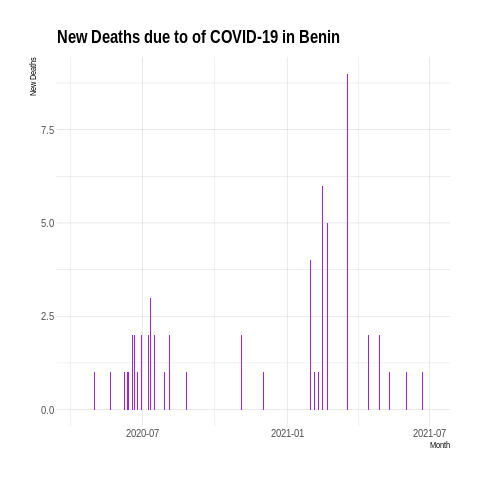 New Deaths due to of COVID-19 in Benin
New Deaths
7.5
5.0
2.5
0.0
2020-07
2021-01
2021-07
Month